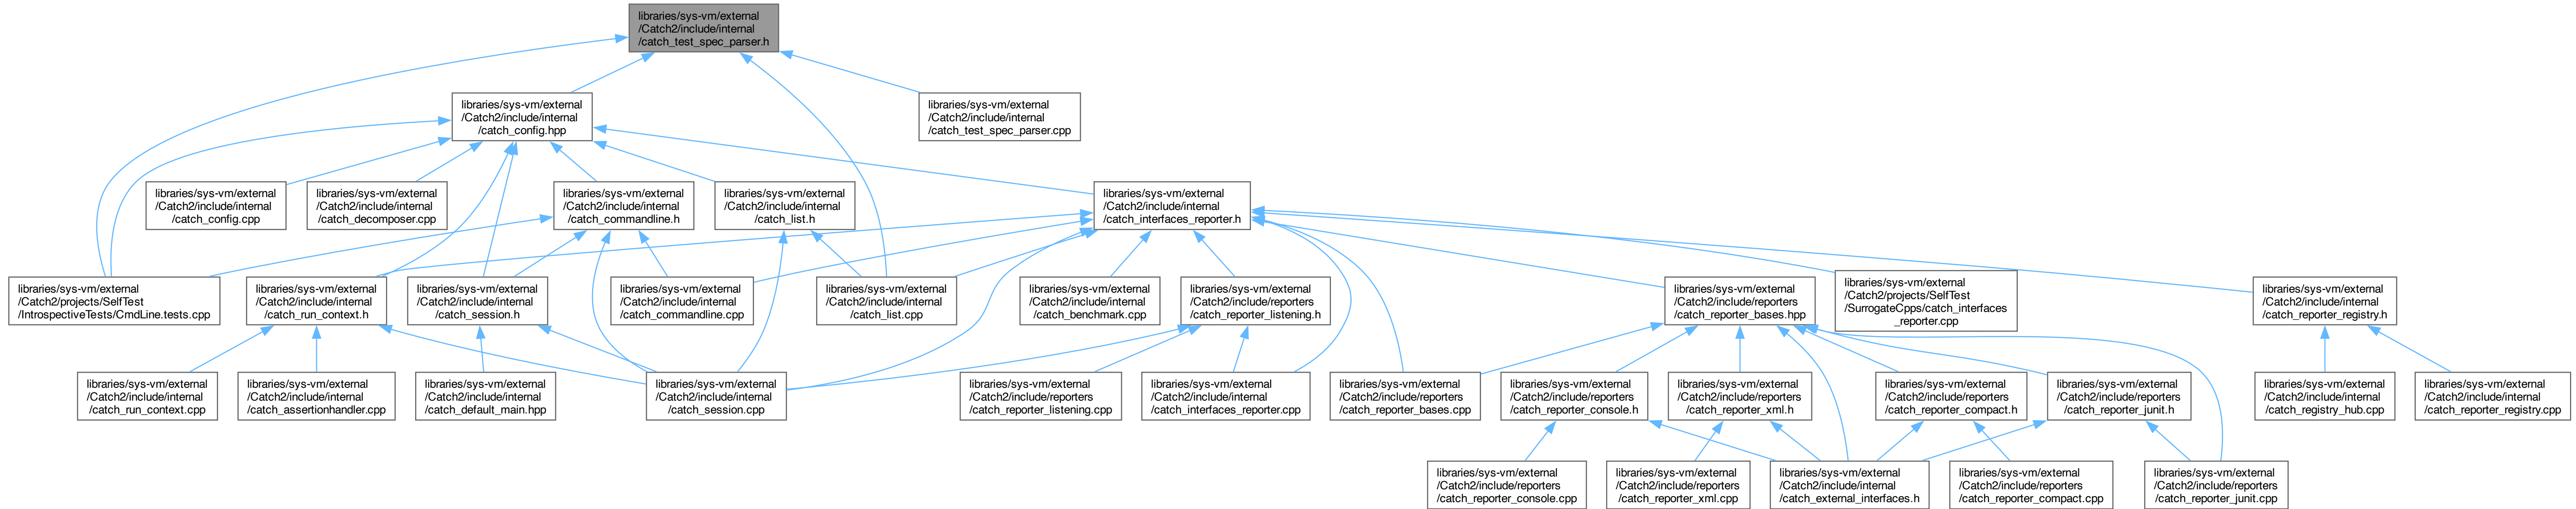 libraries/sys-vm/external
/Catch2/include/internal
/catch_test_spec_parser.h
libraries/sys-vm/external
/Catch2/include/internal
/catch_config.hpp
libraries/sys-vm/external
/Catch2/include/internal
/catch_test_spec_parser.cpp
libraries/sys-vm/external
/Catch2/include/internal
/catch_config.cpp
libraries/sys-vm/external
/Catch2/include/internal
/catch_decomposer.cpp
libraries/sys-vm/external
/Catch2/include/internal
/catch_commandline.h
libraries/sys-vm/external
/Catch2/include/internal
/catch_list.h
libraries/sys-vm/external
/Catch2/include/internal
/catch_interfaces_reporter.h
libraries/sys-vm/external
/Catch2/projects/SelfTest
/IntrospectiveTests/CmdLine.tests.cpp
libraries/sys-vm/external
/Catch2/include/internal
/catch_run_context.h
libraries/sys-vm/external
/Catch2/include/internal
/catch_session.h
libraries/sys-vm/external
/Catch2/include/internal
/catch_commandline.cpp
libraries/sys-vm/external
/Catch2/include/internal
/catch_list.cpp
libraries/sys-vm/external
/Catch2/include/internal
/catch_benchmark.cpp
libraries/sys-vm/external
/Catch2/include/reporters
/catch_reporter_listening.h
libraries/sys-vm/external
/Catch2/include/reporters
/catch_reporter_bases.hpp
libraries/sys-vm/external
/Catch2/projects/SelfTest
/SurrogateCpps/catch_interfaces
_reporter.cpp
libraries/sys-vm/external
/Catch2/include/internal
/catch_reporter_registry.h
libraries/sys-vm/external
/Catch2/include/internal
/catch_run_context.cpp
libraries/sys-vm/external
/Catch2/include/internal
/catch_assertionhandler.cpp
libraries/sys-vm/external
/Catch2/include/internal
/catch_default_main.hpp
libraries/sys-vm/external
/Catch2/include/internal
/catch_session.cpp
libraries/sys-vm/external
/Catch2/include/reporters
/catch_reporter_listening.cpp
libraries/sys-vm/external
/Catch2/include/internal
/catch_interfaces_reporter.cpp
libraries/sys-vm/external
/Catch2/include/reporters
/catch_reporter_bases.cpp
libraries/sys-vm/external
/Catch2/include/reporters
/catch_reporter_console.h
libraries/sys-vm/external
/Catch2/include/reporters
/catch_reporter_xml.h
libraries/sys-vm/external
/Catch2/include/reporters
/catch_reporter_compact.h
libraries/sys-vm/external
/Catch2/include/reporters
/catch_reporter_junit.h
libraries/sys-vm/external
/Catch2/include/internal
/catch_registry_hub.cpp
libraries/sys-vm/external
/Catch2/include/internal
/catch_reporter_registry.cpp
libraries/sys-vm/external
/Catch2/include/reporters
/catch_reporter_console.cpp
libraries/sys-vm/external
/Catch2/include/reporters
/catch_reporter_xml.cpp
libraries/sys-vm/external
/Catch2/include/internal
/catch_external_interfaces.h
libraries/sys-vm/external
/Catch2/include/reporters
/catch_reporter_compact.cpp
libraries/sys-vm/external
/Catch2/include/reporters
/catch_reporter_junit.cpp